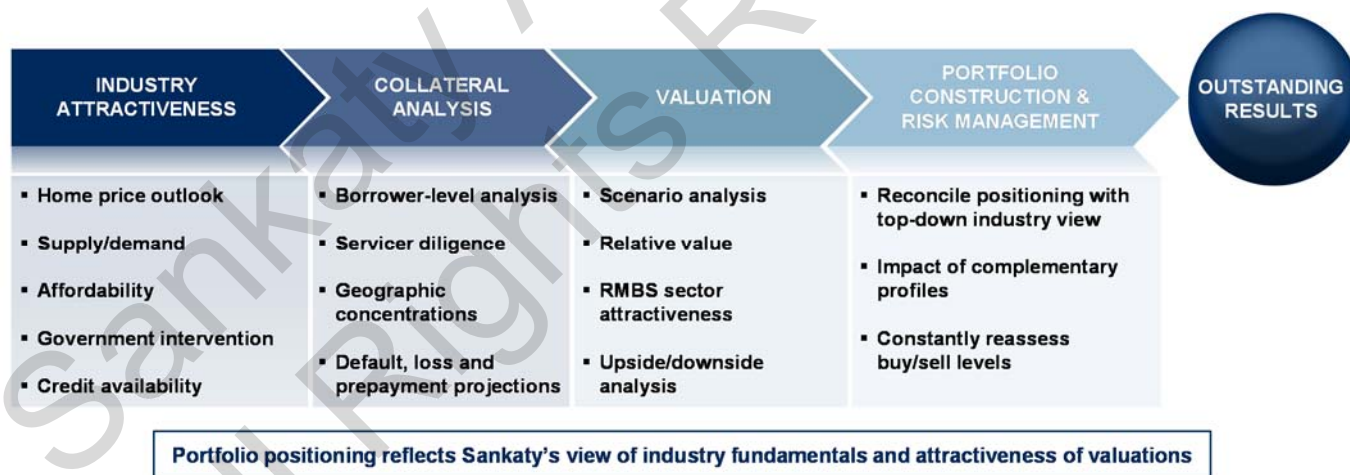 INDUSTRY
ATTRACTIVENESS
COLLATERAL
ANALYSIS
VALUATION
PORTFOLIO
CONSTRUCTION &
RISK MANAGEMENT
OUTSTANDING
RESULTS
▪ Home price outlook
▪ Supply/demand
▪ Affordability
▪ Government intervention
▪ Credit availability
▪ Borrower-level analysis
▪ Servicer diligence
▪ Geographic
concentrations
▪ Default, loss and
prepayment projections
▪ Scenario analysis
▪ Relative value
▪ RMBS sector
attractiveness
▪ Upside/downside
analysis
▪ Reconcile positioning with
top-down industry view
▪ Impact of complementary
profiles
▪ Constantly reassess
buy/sell levels
Portfolio positioning reflects Sankaty's view of industry fundamentals and attractiveness of valuations
Sankaty
Rights